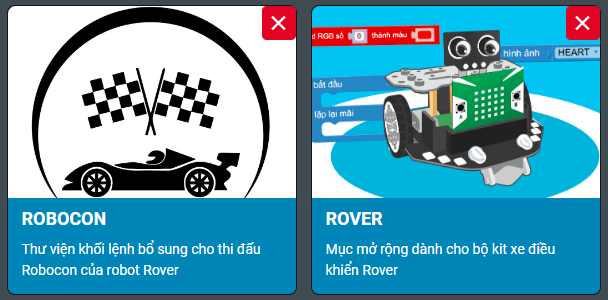 ROBOCON
Thư viện khối lệnh bổ sung cho thi đấu
Robocon của robot Rover
RGB số 0 thành màu
hình ảnh HEART
bắt đầu
lặp lại mãi
ROVER
Mục mở rộng dành cho bộ kit xe điều
khiển Rover